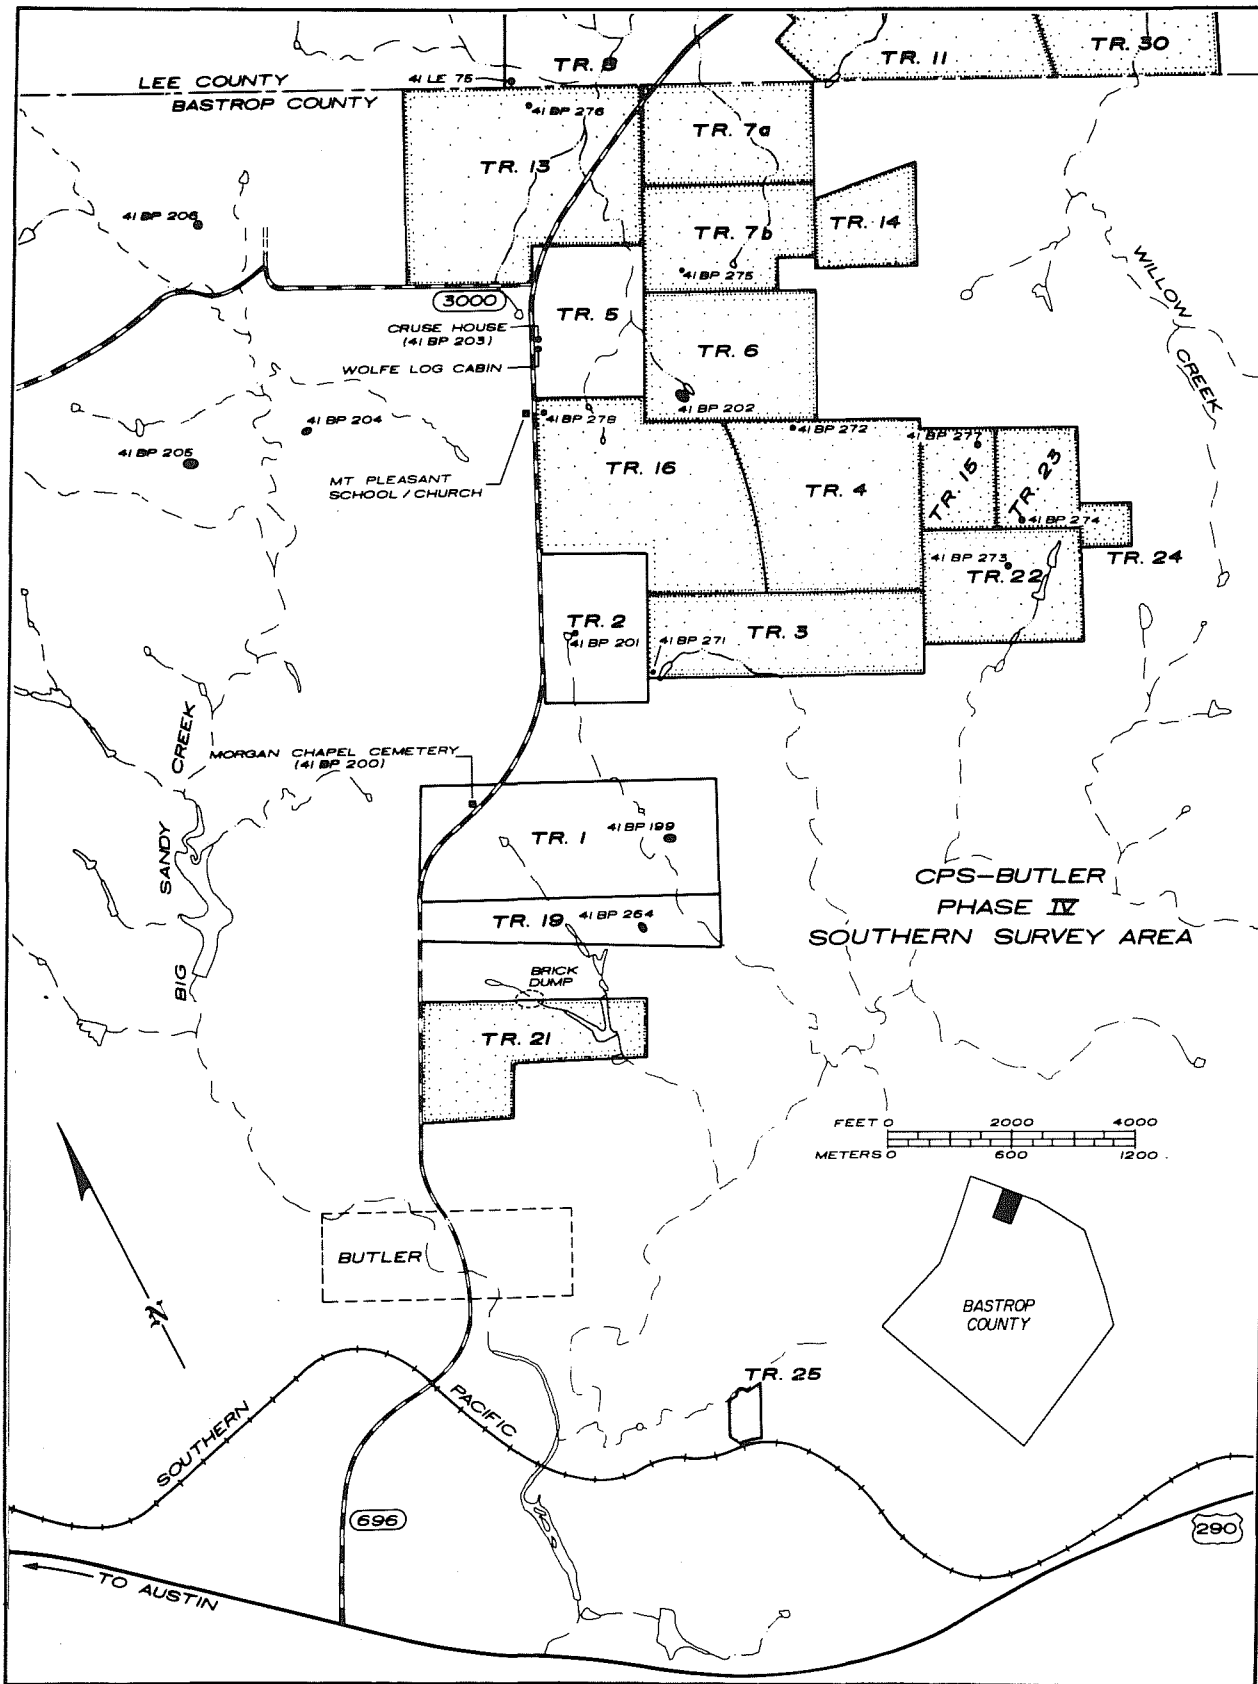 TR. 11
TR. 30
TR. 8
LEE COUNTY
41 LE 75
BASTROP COUNTY
41 BP 276
TR. 7a
TR. 13
41 BP 206
TR. 7b
TR. 14
41 BP 275
WILLOW
CREEK
3000
TR. 5
CRUSE HOUSE
(41 BP 203)
WOLFE LOG CABIN
TR. 6
41 BP 202
41 BP 204
41 BP 278
41 BP 272
41 BP 277
41 BP 205
TR. 16
TR. 15
TR. 23
MT PLEASANT
SCHOOL / CHURCH
TR. 4
41 BP 274
41 BP 273
TR. 24
TR. 22
TR. 2
41 BP 201
41 BP 271
TR. 3
BIG SANDY CREEK
MORGAN CHAPEL CEMETERY
(41 BP 200)
TR. 1
41 BP 199
CPS-BUTLER
PHASE IV
SOUTHERN SURVEY AREA
TR. 19
41 BP 264
BRICK
DUMP
TR. 21
FEET 0 2000 4000
METERS 0 600 1200
N
BUTLER
BASTROP
COUNTY
TR. 25
SOUTHERN PACIFIC
696
290
TO AUSTIN